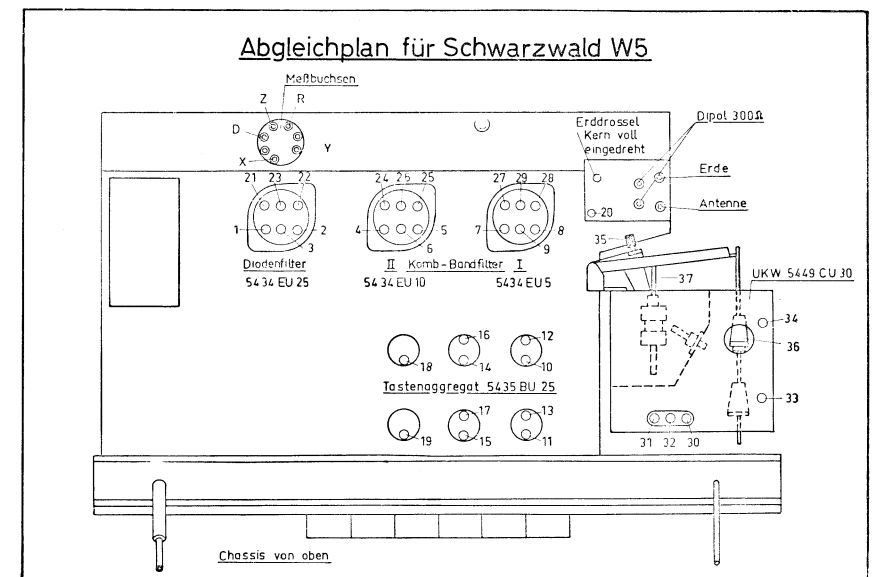 Abgleichplan für Schwarzwald W5
Meßbuchsen
Z R
D
Y
X
Erddrossel
Kern voll
eingedreht
Dipol 300Ω
Erde
Antenne
20
21 23 22
24 26 25
27 29 28
1 2
3
4 5
6
7 8
9
Diodenfilter
5434 EU 25
II Komb-Bandfilter I
5434 EU 10 5434 EU 5
35
37
UKW 5449 CU 30
34
36
33
31 32 30
16 12
18 14 10
Tastenaggregat 5435 BU 25
17 13
19 15 11
Chassis von oben